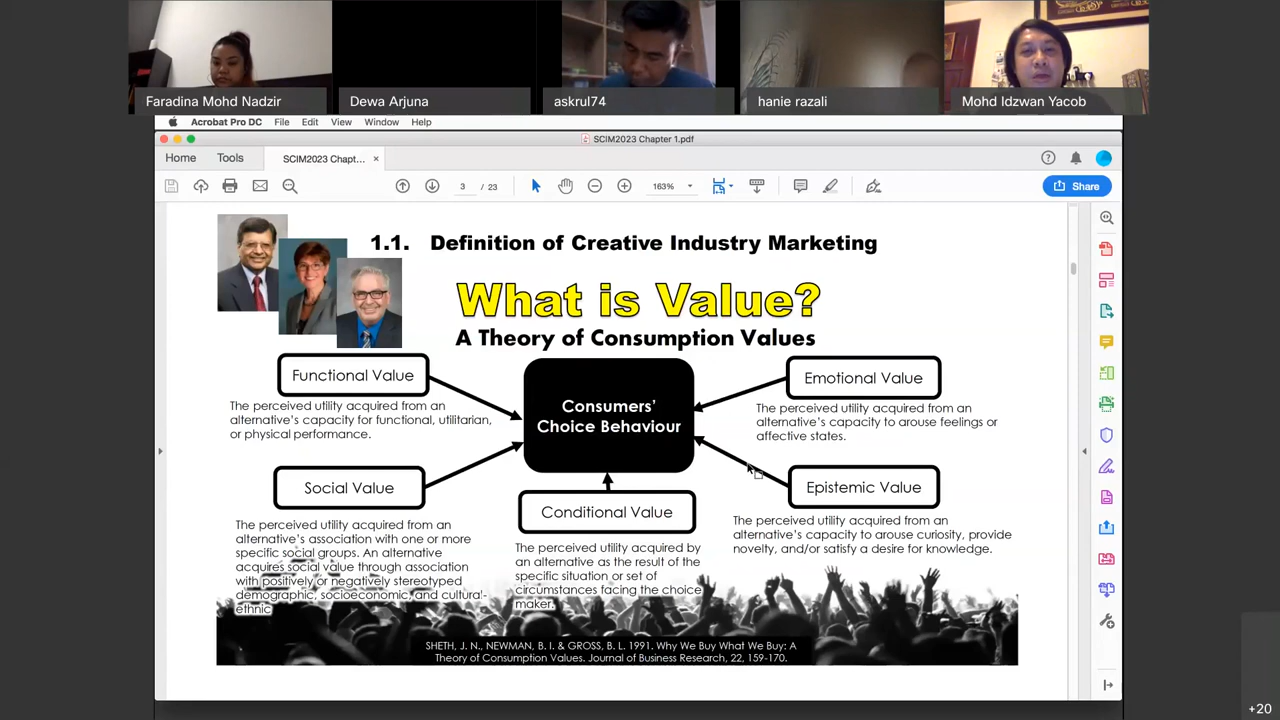 Faradina Mohd Nadzir
Dewa Arjuna
askrul74
hanie razali
Mohd Idzwan Yacob
Acrobat Pro DC File Edit View Window Help
SCIM2023 Chapter 1.pdf
Home Tools SCIM2023 Chapt... ×
3 / 23
163%
Share
1.1. Definition of Creative Industry Marketing
What is Value?
A Theory of Consumption Values
Functional Value
The perceived utility acquired from an
alternative's capacity for functional, utilitarian,
or physical performance.
Consumers'
Choice Behaviour
Emotional Value
The perceived utility acquired from an
alternative's capacity to arouse feelings or
affective states.
Social Value
The perceived utility acquired from an
alternative's association with one or more
specific social groups. An alternative
acquires social value through association
with positively or negatively stereotyped
demographic, socioeconomic, and cultural-
ethnic
Conditional Value
The perceived utility acquired by
an alternative as the result of the
specific situation or set of
circumstances facing the choice
maker.
Epistemic Value
The perceived utility acquired from an
alternative's capacity to arouse curiosity, provide
novelty, and/or satisfy a desire for knowledge.
SHETH, J. N., NEWMAN, B. I. & GROSS, B. L. 1991. Why We Buy What We Buy: A
Theory of Consumption Values. Journal of Business Research, 22, 159-170.
+20